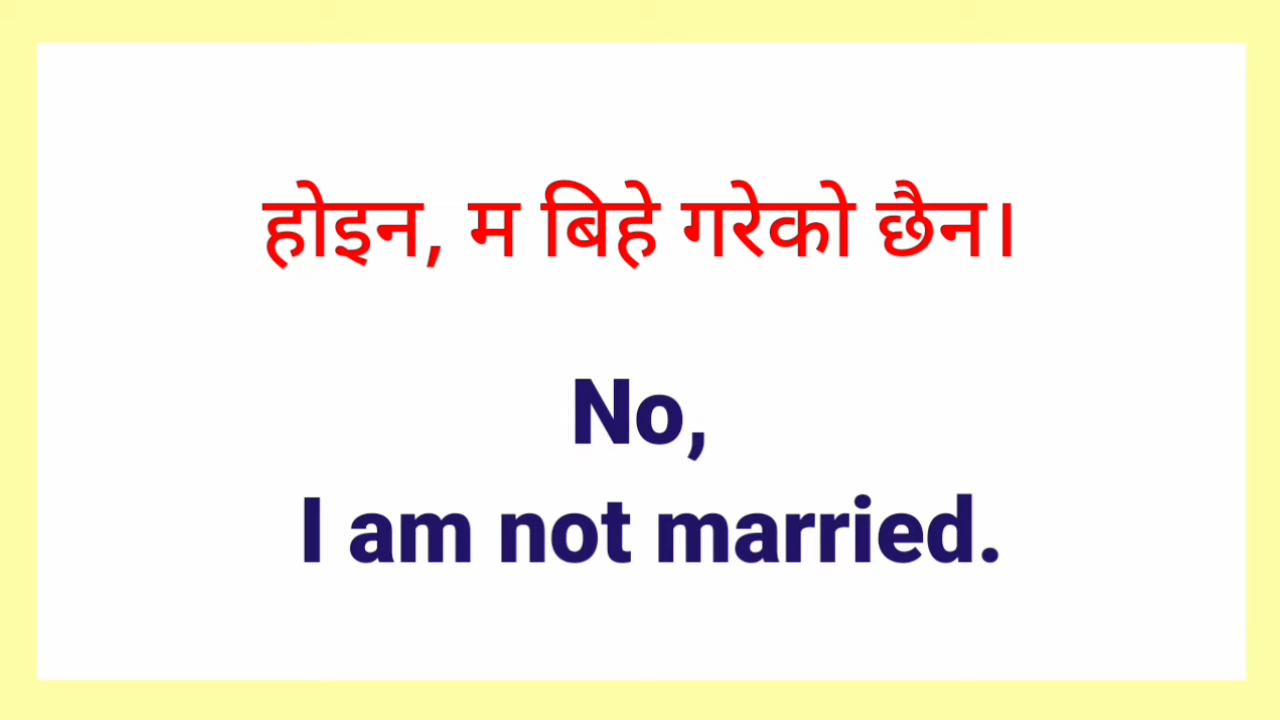 होइन, म बिहे गरेको छैन।
No,
I am not married.